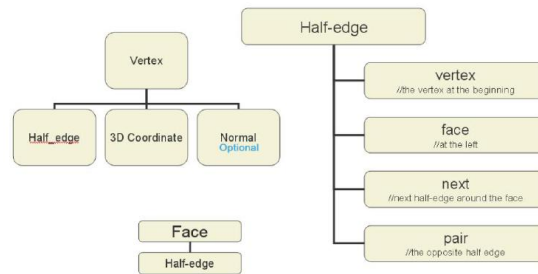 Vertex
Half_edge
3D Coordinate
Normal
Optional
Face
Half-edge
Half-edge
vertex
//the vertex at the beginning
face
//at the left
next
//next half-edge around the face
pair
//the opposite half edge